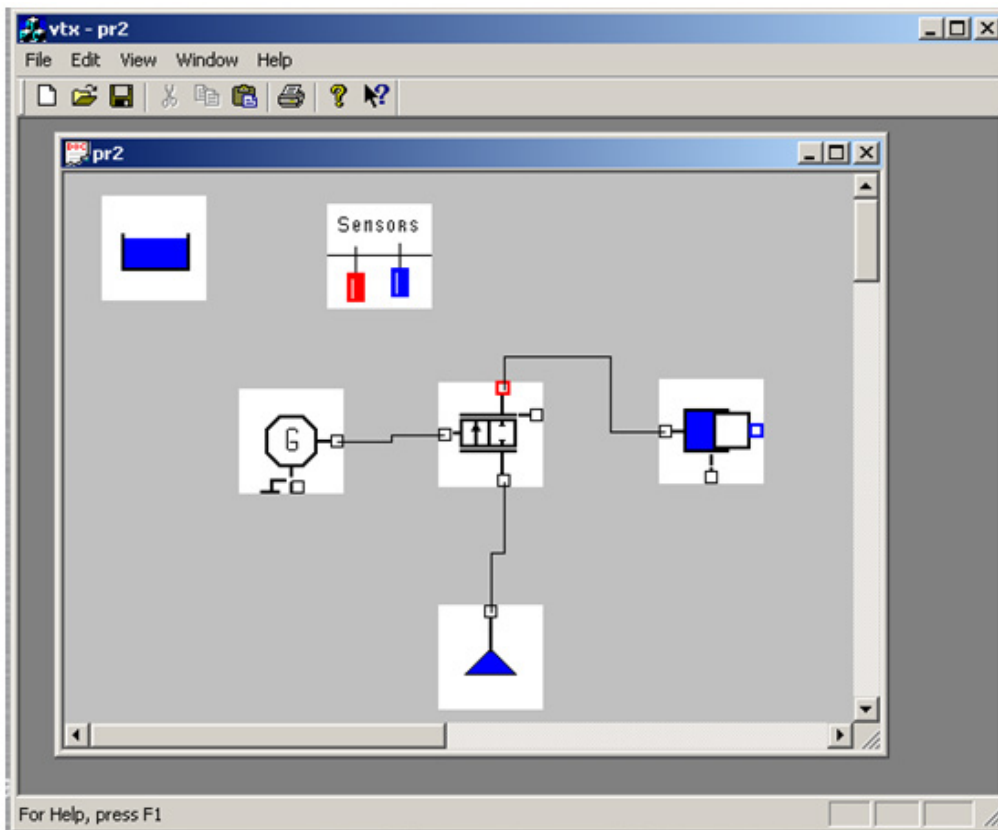 vtx - pr2
File Edit View Window Help
pr2
Sensors
G
For Help, press F1